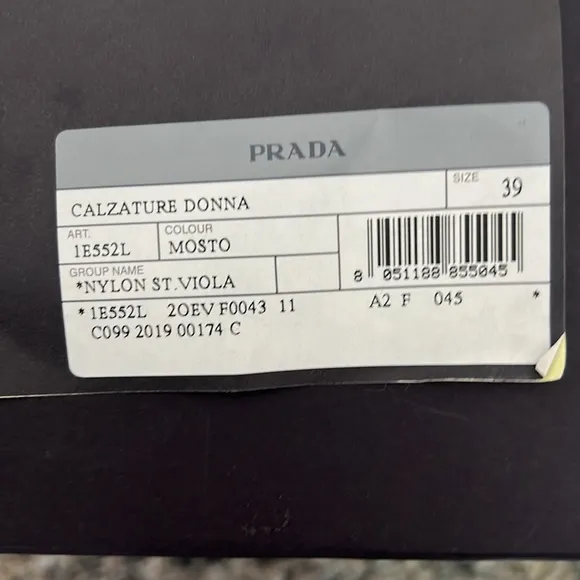 PRADA
CALZATURE DONNA
SIZE 39
ART. 1E552L
COLOUR MOSTO
GROUP NAME
*NYLON ST.VIOLA
8 051188 855045
* 1E552L 2OEV F0043 11 A2 F 045 *
C099 2019 00174 C